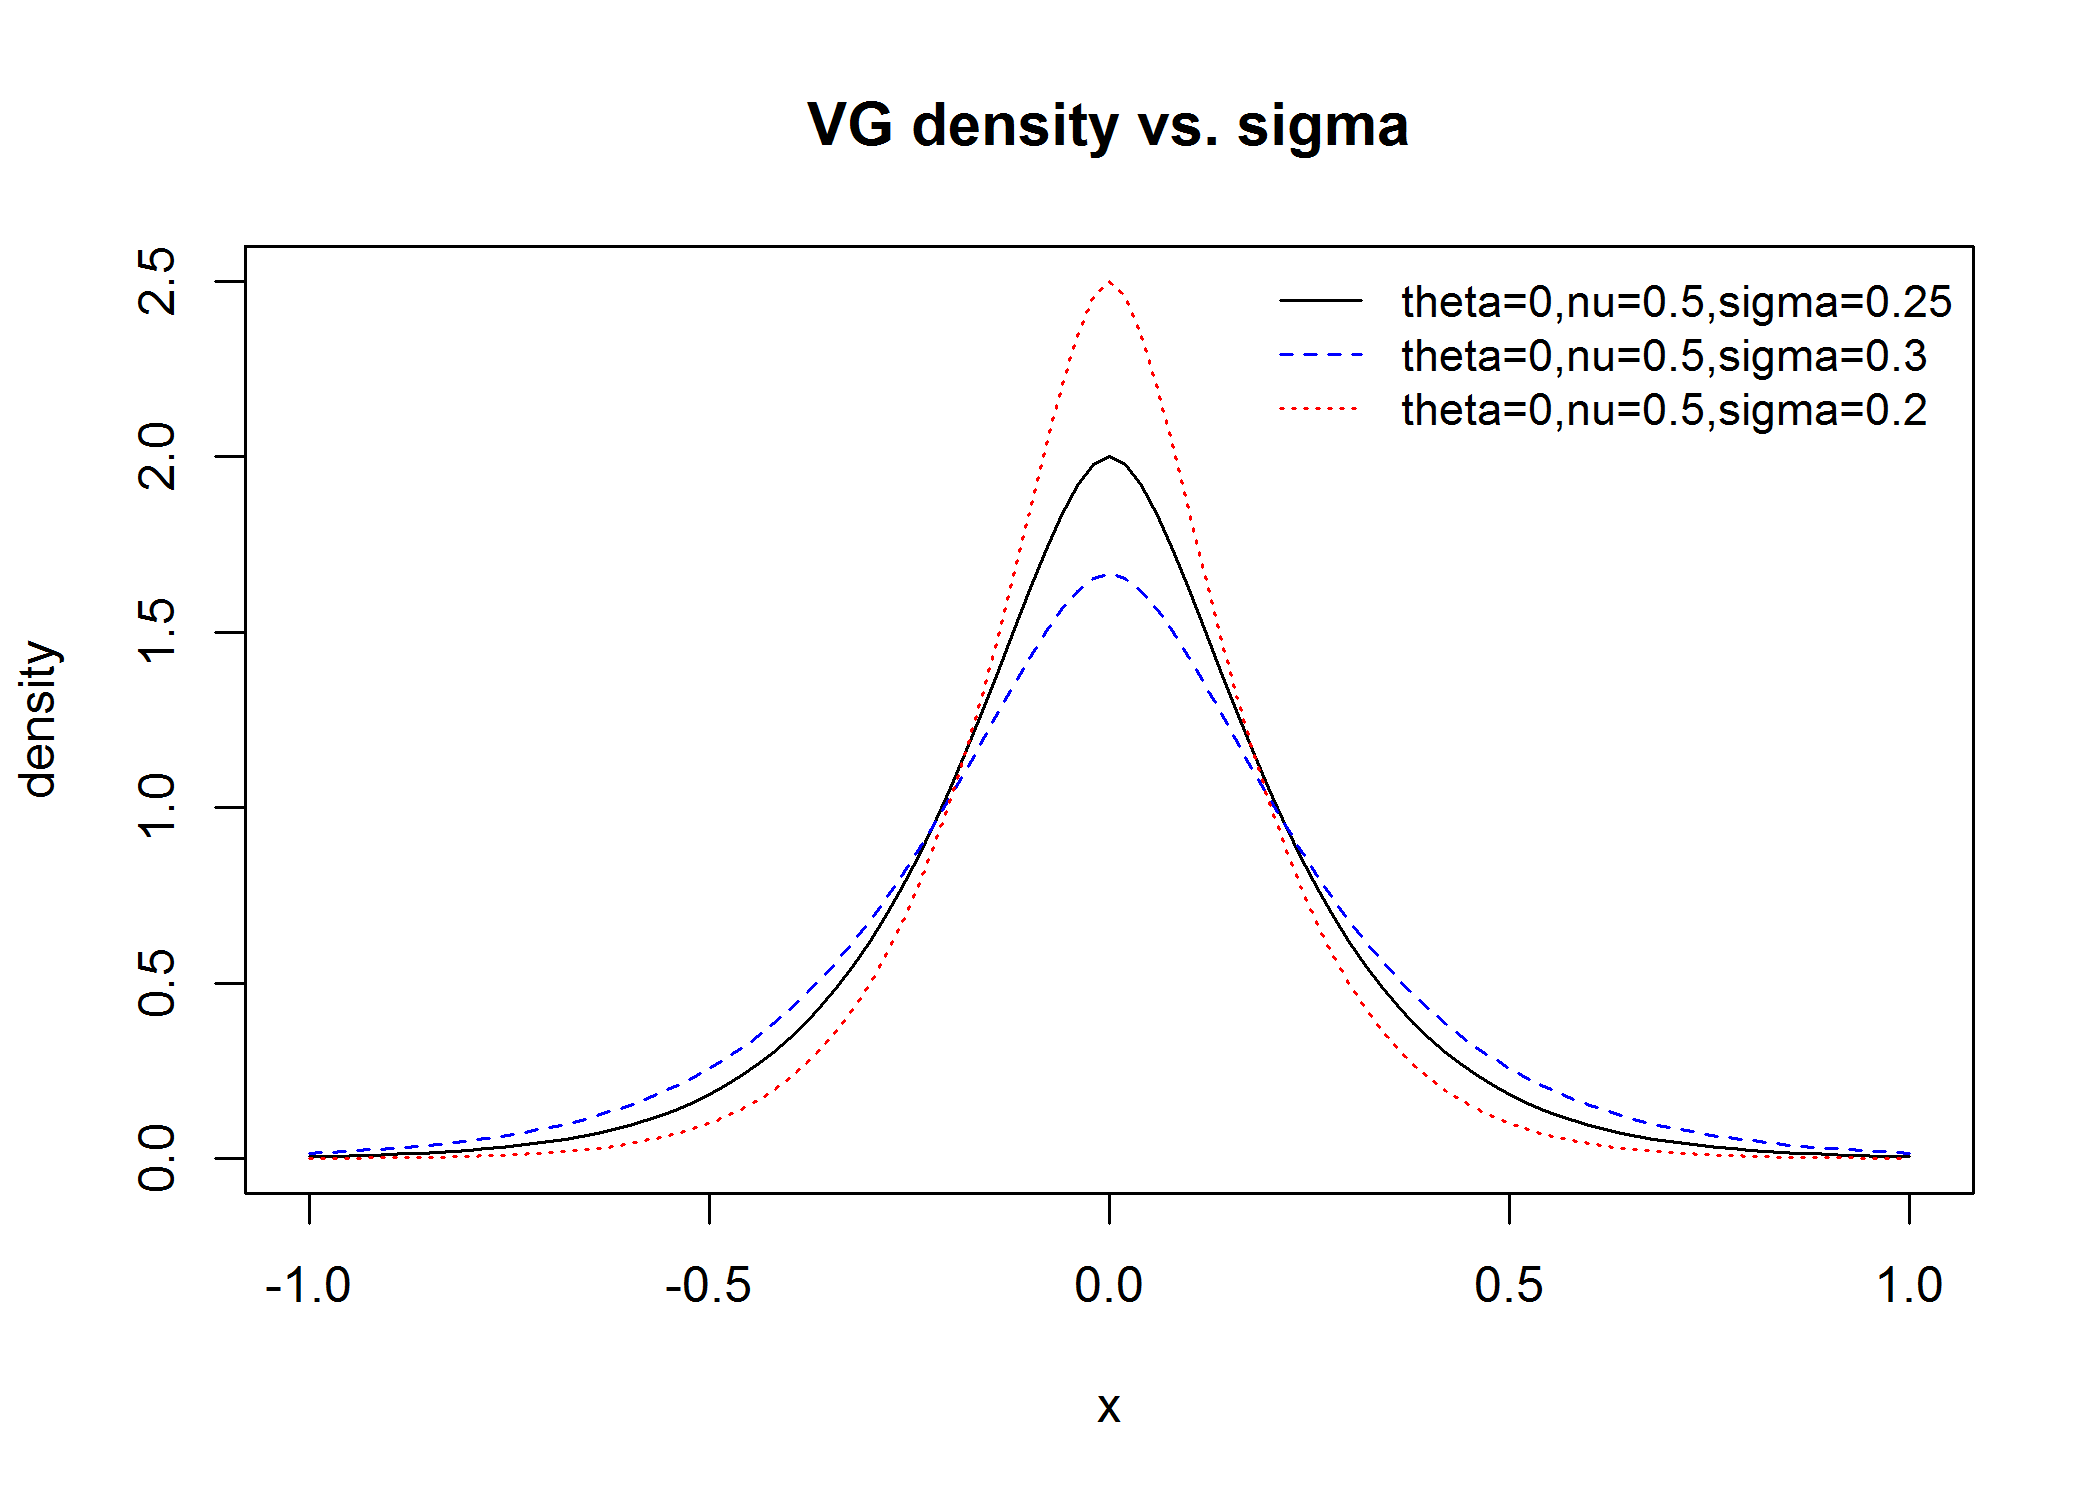 VG density vs. sigma
theta=0,nu=0.5,sigma=0.25
theta=0,nu=0.5,sigma=0.3
theta=0,nu=0.5,sigma=0.2
density
2.5
2.0
1.5
1.0
0.5
0.0
-1.0 -0.5 0.0 0.5 1.0
x